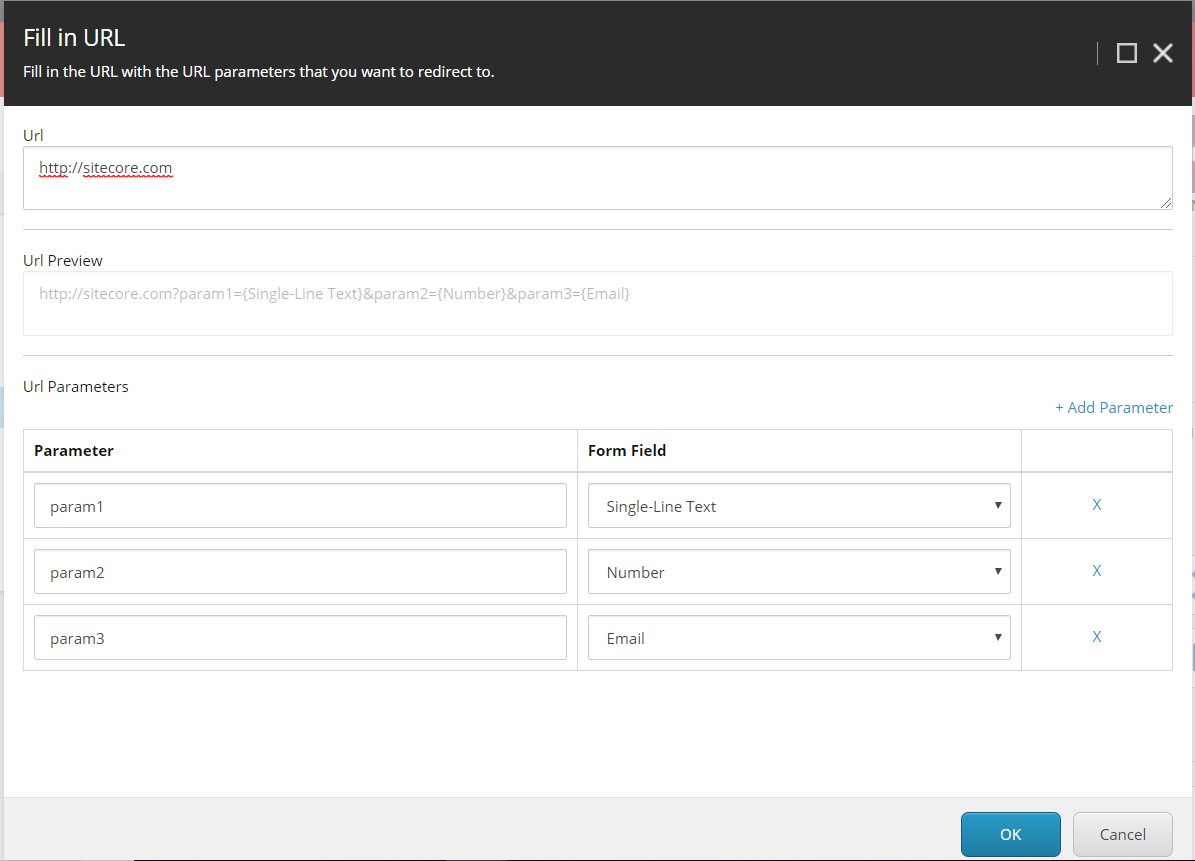 Fill in URL
Fill in the URL with the URL parameters that you want to redirect to.
Url
http://sitecore.com
Url Preview
http://sitecore.com?param1={Single-Line Text}&param2={Number}&param3={Email}
Url Parameters
+ Add Parameter
Parameter Form Field
param1 Single-Line Text X
param2 Number X
param3 Email X
OK Cancel